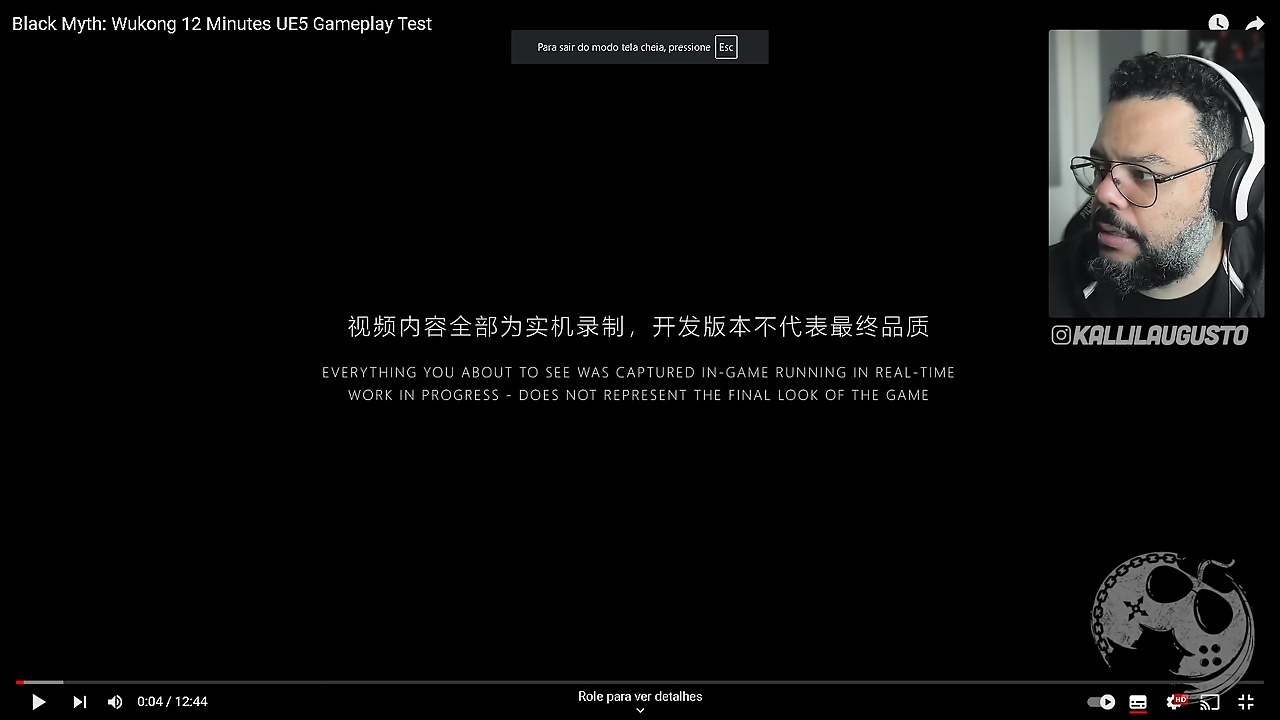 Black Myth: Wukong 12 Minutes UE5 Gameplay Test
Para sair do modo tela cheia, pressione Esc
KALLILAUGUSTO
视频内容全部为实机录制，开发版本不代表最终品质
EVERYTHING YOU ABOUT TO SEE WAS CAPTURED IN-GAME RUNNING IN REAL-TIME
WORK IN PROGRESS - DOES NOT REPRESENT THE FINAL LOOK OF THE GAME
Role para ver detalhes
0:04 / 12:44
HD